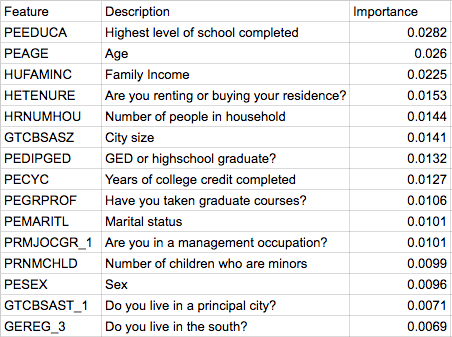 Feature Description Importance
PEEDUCA Highest level of school completed 0.0282
PEAGE Age 0.026
HUFAMINC Family Income 0.0225
HETENURE Are you renting or buying your residence? 0.0153
HRNUMHOU Number of people in household 0.0144
GTCBSASZ City size 0.0141
PEDIPGED GED or highschool graduate? 0.0132
PECYC Years of college credit completed 0.0127
PEGRPROF Have you taken graduate courses? 0.0106
PEMARITL Marital status 0.0101
PRMJOCGR_1 Are you in a management occupation? 0.0101
PRNMCHLD Number of children who are minors 0.0099
PESEX Sex 0.0096
GTCBSAST_1 Do you live in a principal city? 0.0071
GEREG_3 Do you live in the south? 0.0069